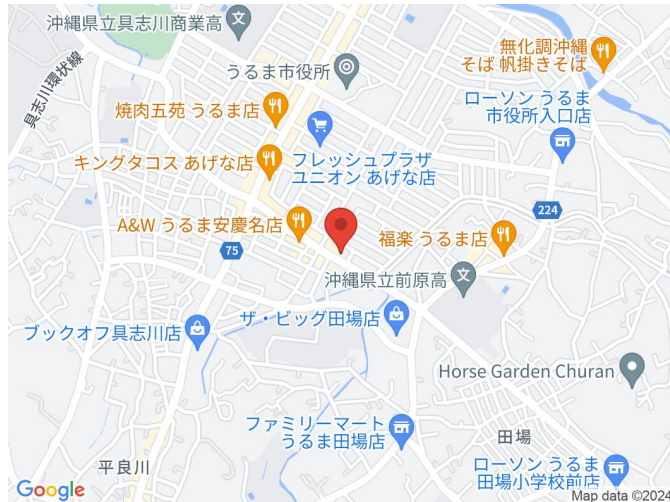 沖縄県立具志川商業高
無化調沖縄
そば 帆掛きそば
うるま市役所
具志川環状線
焼肉五苑 うるま店
ローソン うるま
市役所入口店
フレッシュプラザ
ユニオン あげな店
キングタコス あげな店
A&W うるま安慶名店
224
福楽 うるま店
75
沖縄県立前原高
ザ・ビッグ田場店
ブックオフ具志川店
Horse Garden Churan
ファミリーマート
うるま田場店
田場
平良川
ローソン うるま
田場小学校前店
Google
Map data ©2024